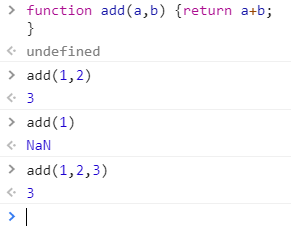 > function add(a,b) {return a+b;
}
<· undefined
> add(1,2)
<· 3
> add(1)
<· NaN
> add(1,2,3)
<· 3
>